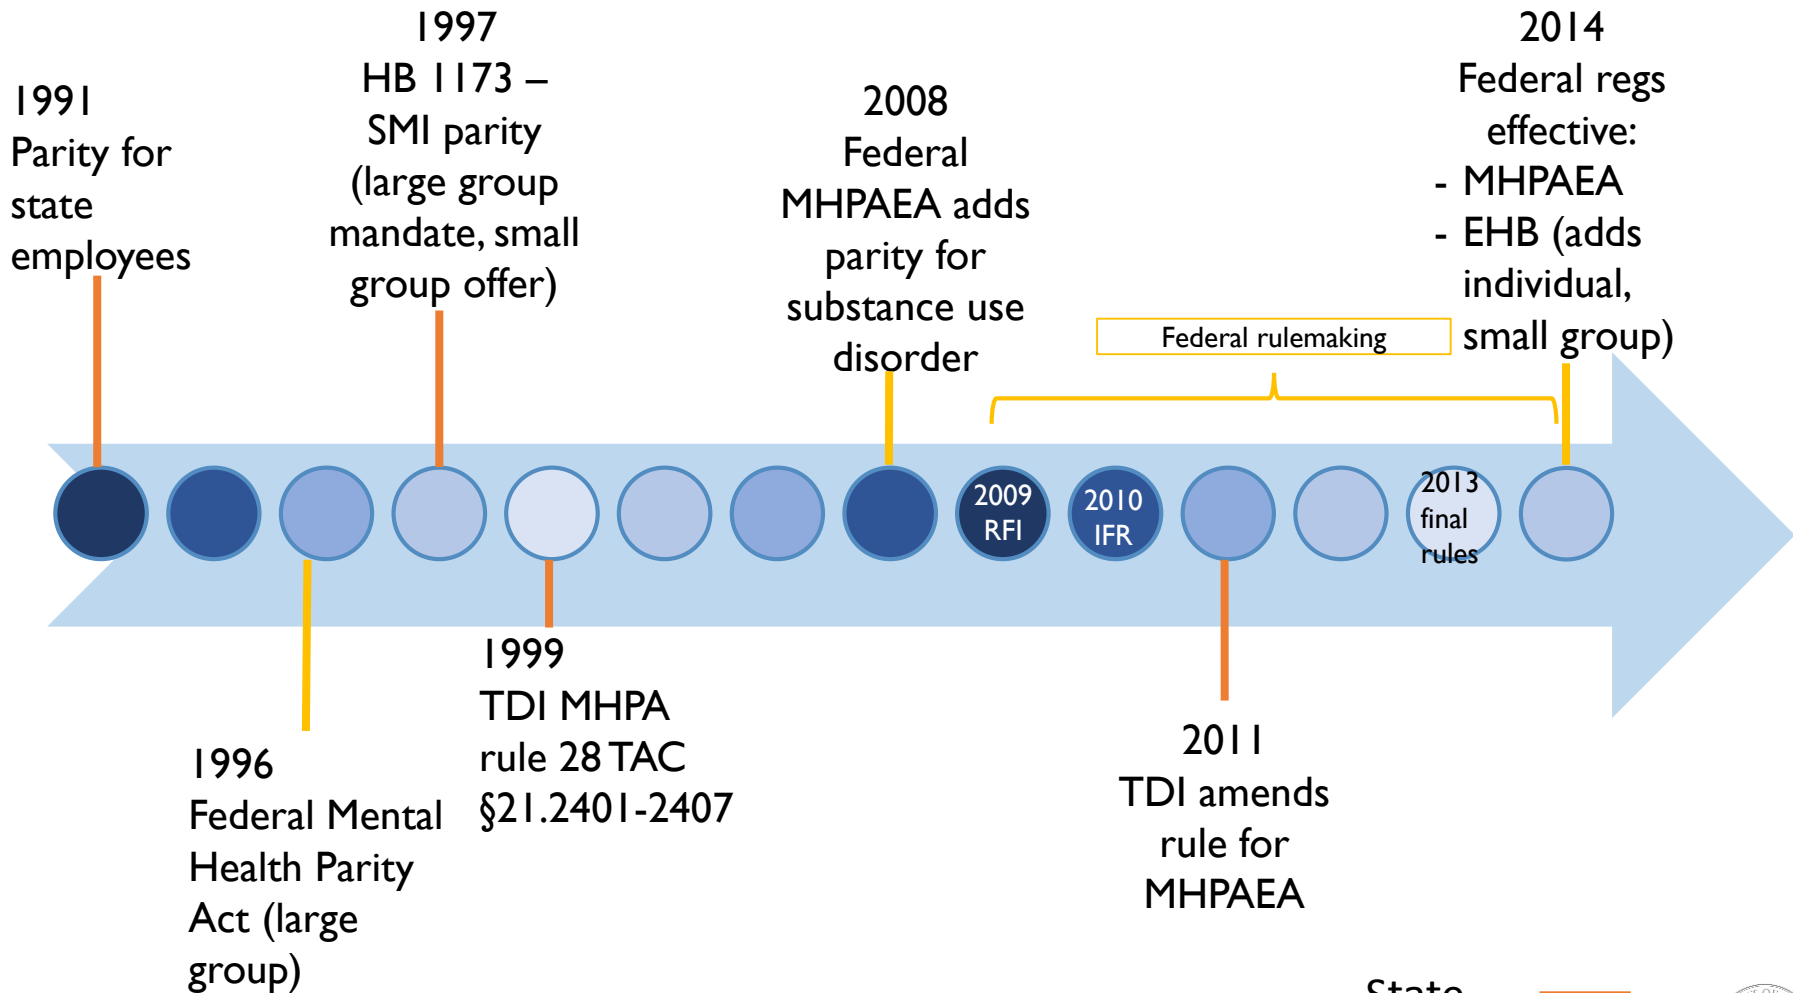 1991
Parity for
state
employees
1997
HB 1173 –
SMI parity
(large group
mandate, small
group offer)
2008
Federal
MHPAEA adds
parity for
substance use
disorder
2014
Federal regs
effective:
- MHPAEA
- EHB (adds
individual,
small group)
Federal rulemaking
2009
RFI
2010
IFR
2013
final
rules
1996
Federal Mental
Health Parity
Act (large
group)
1999
TDI MHPA
rule 28 TAC
§21.2401-2407
2011
TDI amends
rule for
MHPAEA
State